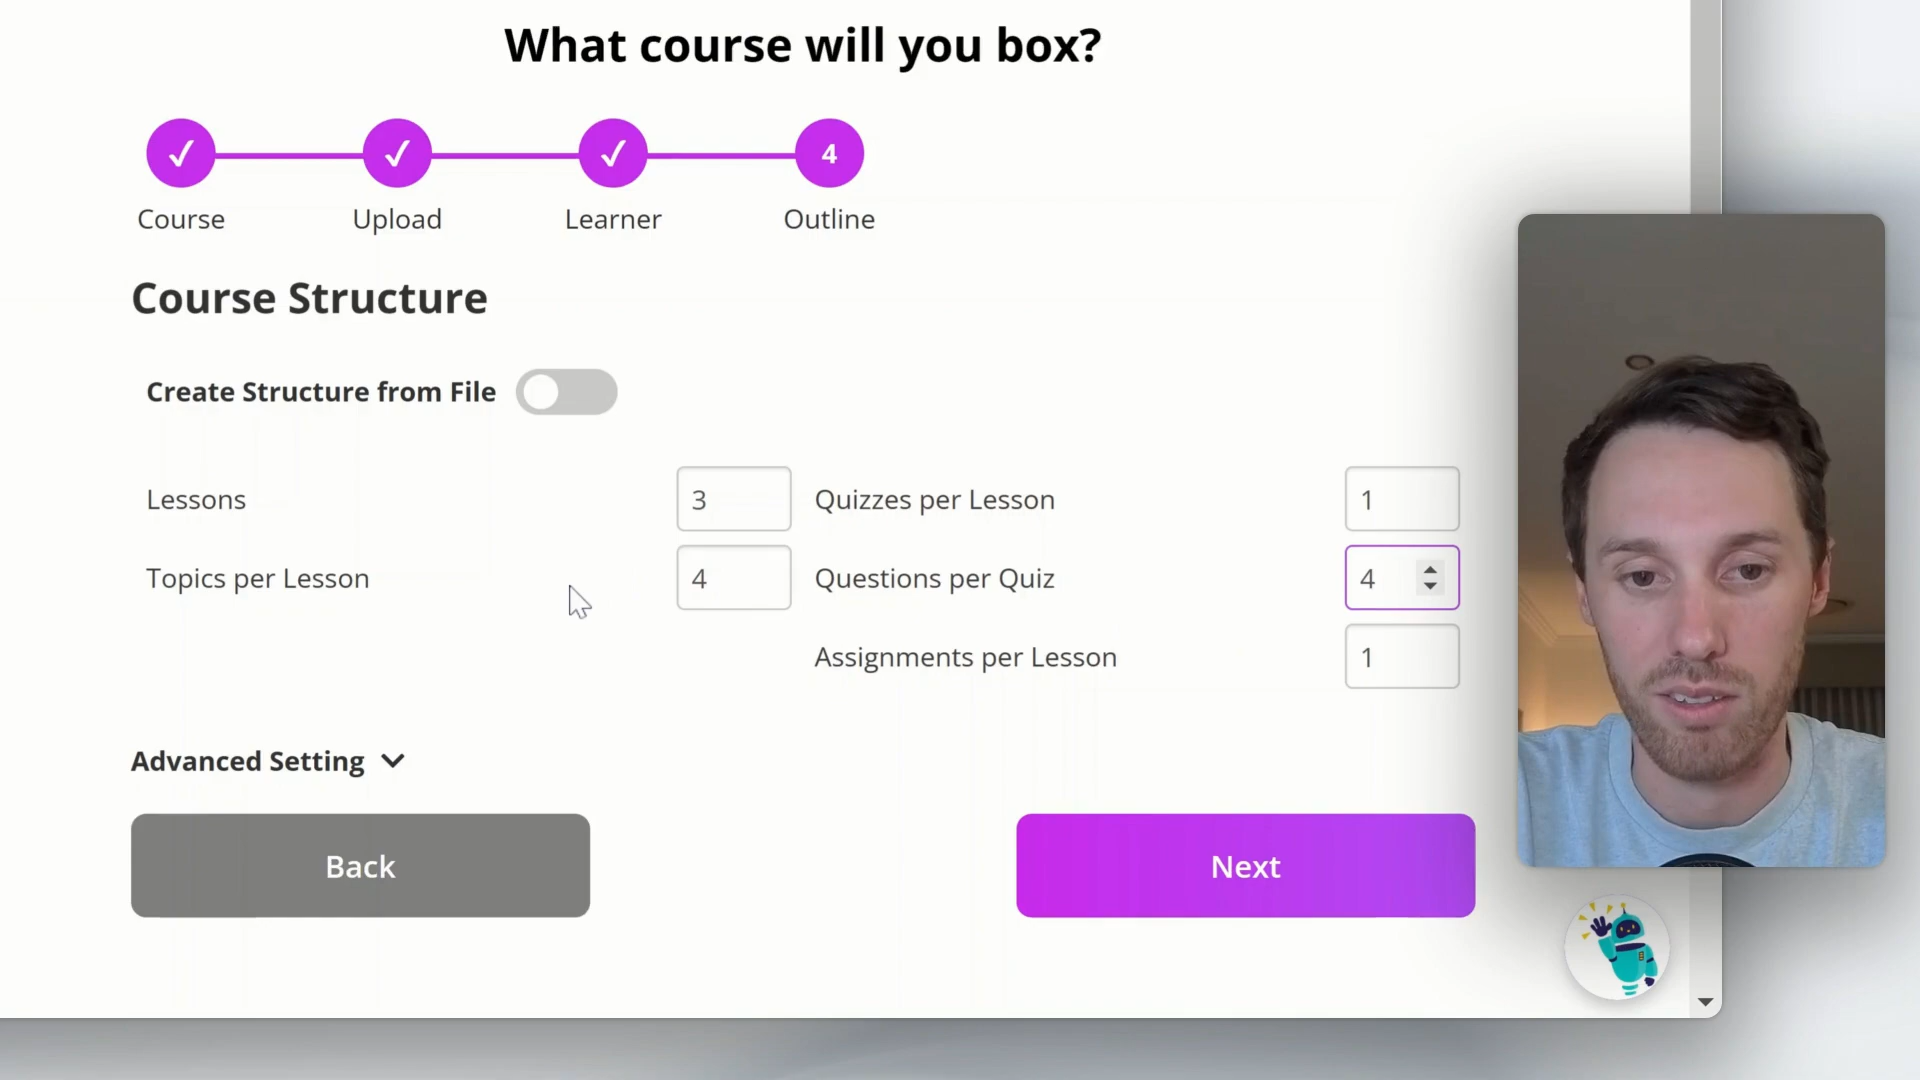 What course will you box?
4
Course
Upload
Learner
Outline
Course Structure
Create Structure from File
Lessons
3
Quizzes per Lesson
1
Topics per Lesson
4
Questions per Quiz
4
Assignments per Lesson
1
Advanced Setting
Back
Next